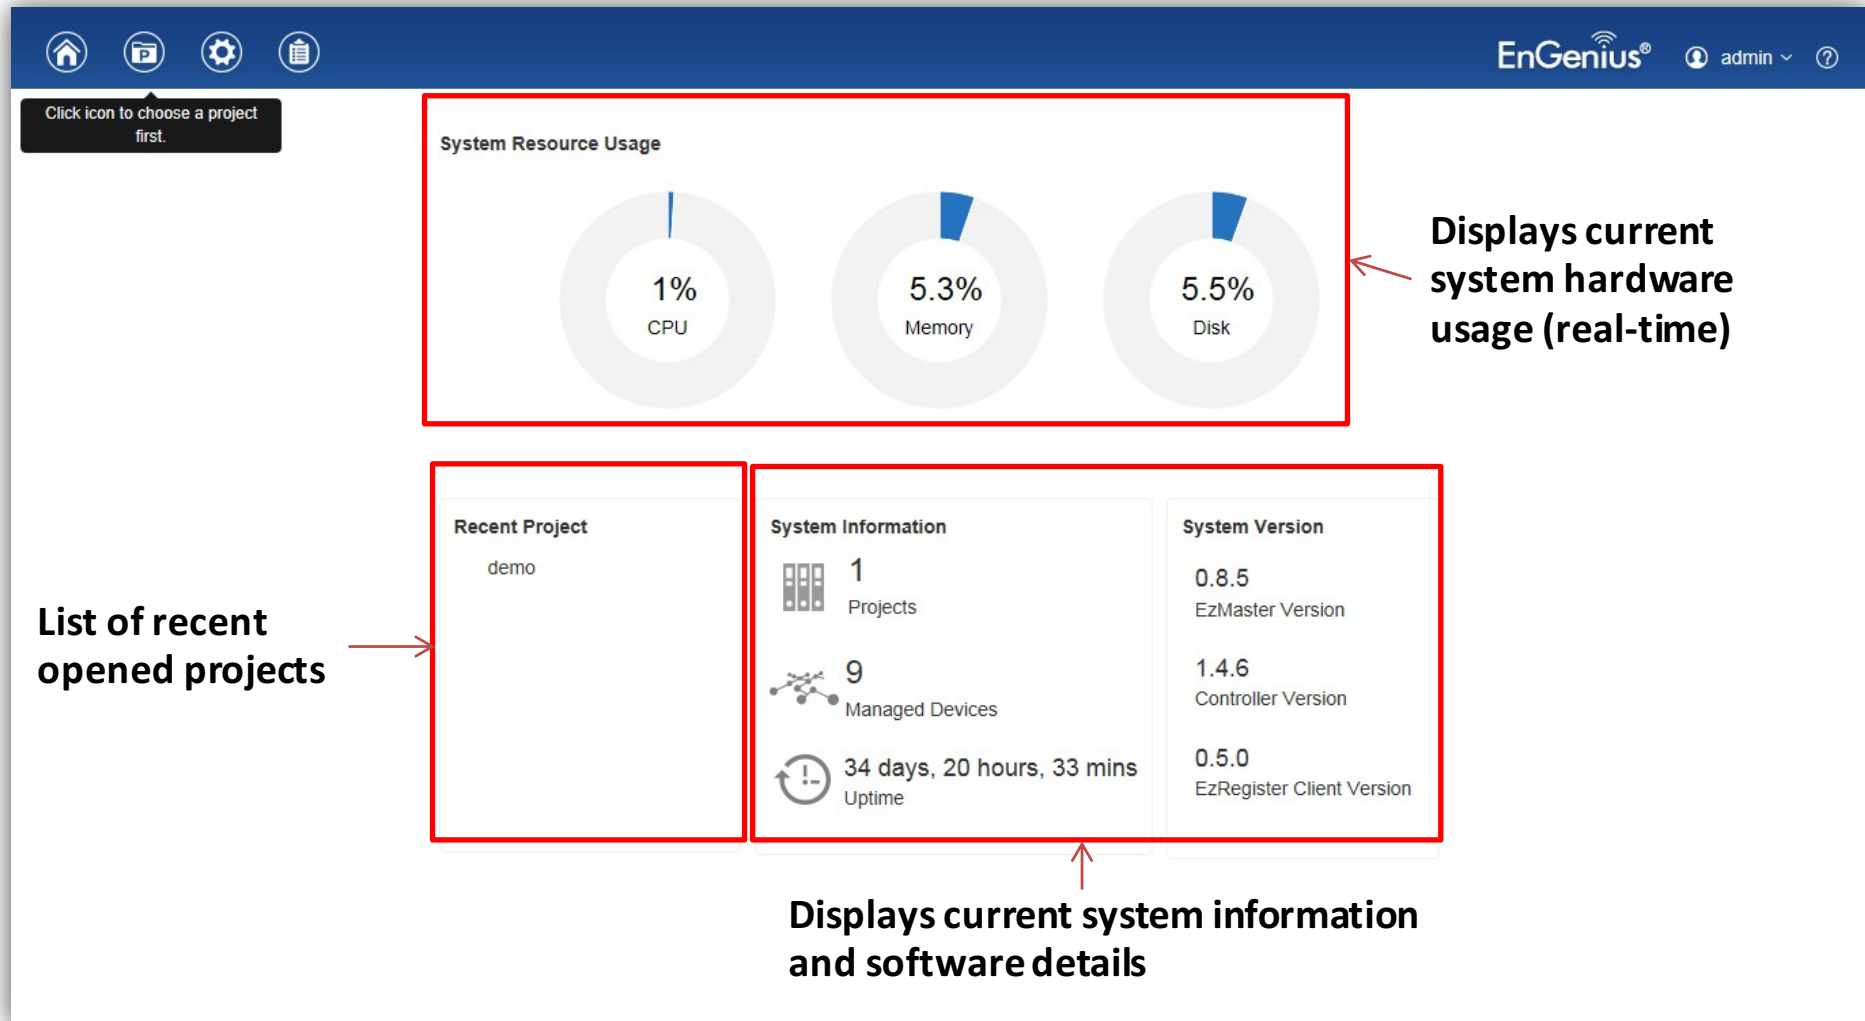 EnGenius®
admin
Click icon to choose a project
first.
System Resource Usage
1%
CPU
5.3%
Memory
5.5%
Disk
Displays current
system hardware
usage (real-time)
Recent Project
demo
List of recent
opened projects
System Information
1
Projects
9
Managed Devices
34 days, 20 hours, 33 mins
Uptime
System Version
0.8.5
EzMaster Version
1.4.6
Controller Version
0.5.0
EzRegister Client Version
Displays current system information
and software details